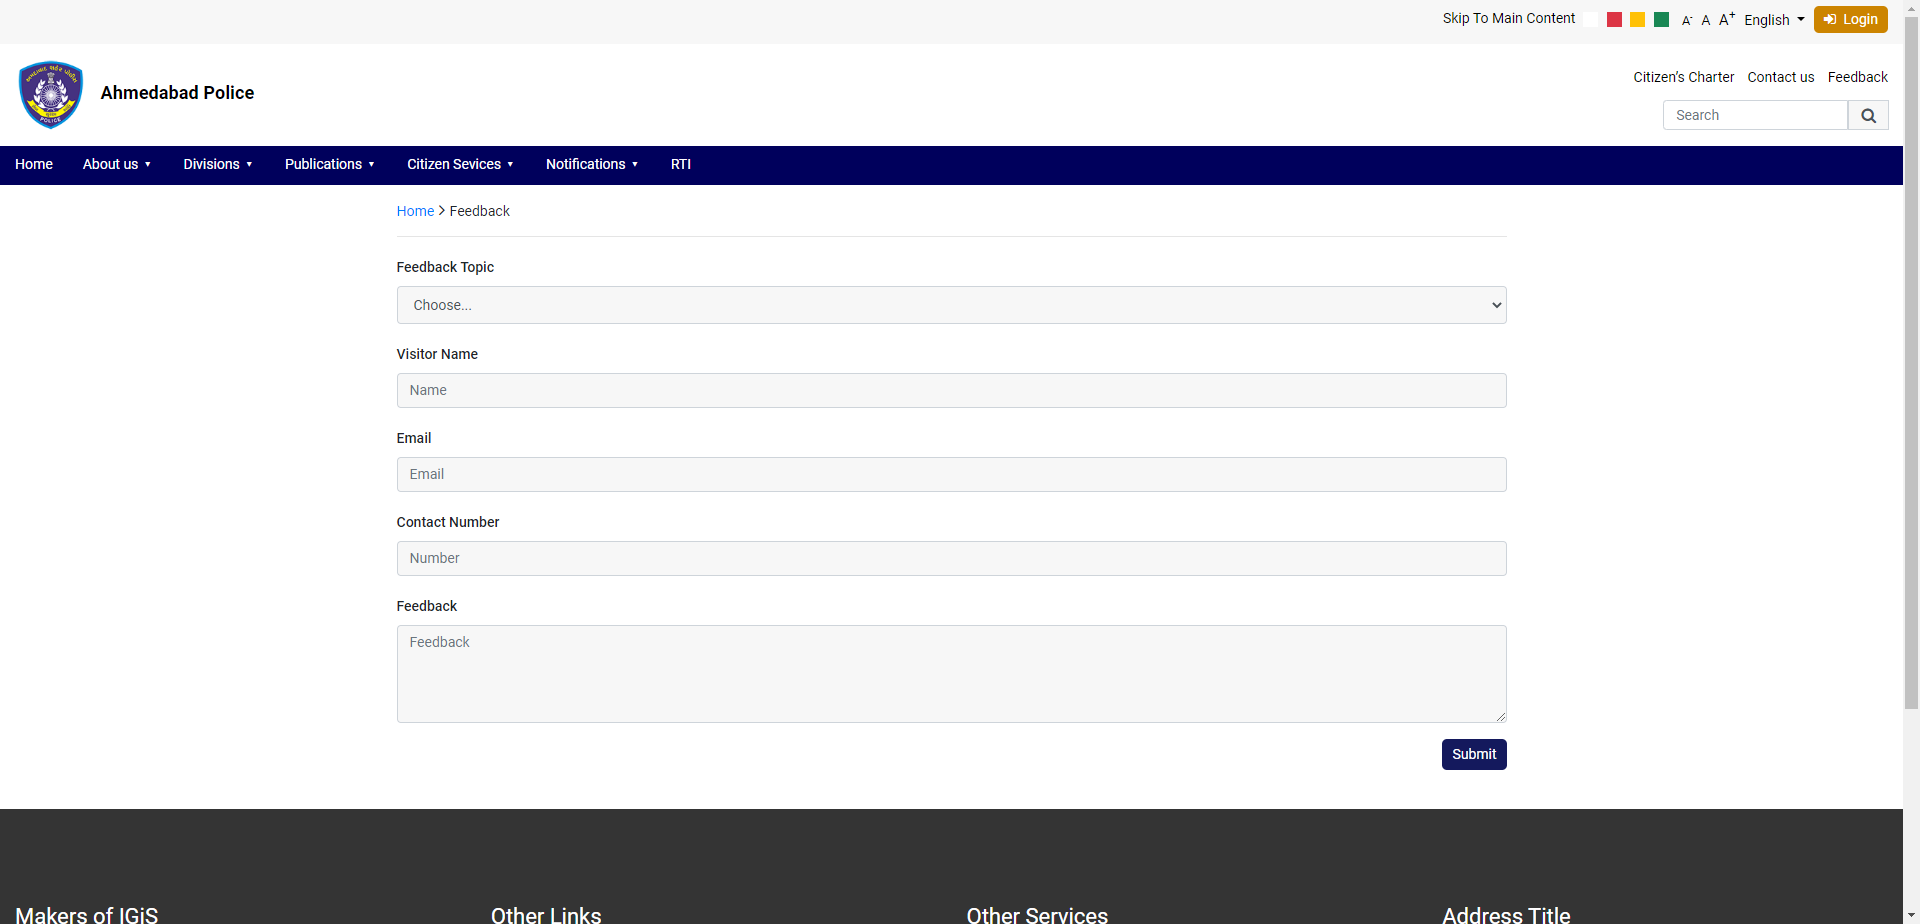 Skip To Main Content
A- A A+ English
Login
Ahmedabad Police
POLICE
Citizen's Charter Contact us Feedback
Search
Home About us Divisions Publications Citizen Sevices Notifications RTI
Home > Feedback
Feedback Topic
Choose...
Visitor Name
Name
Email
Email
Contact Number
Number
Feedback
Feedback
Submit
Makers of IGiS Other Links Other Services Address Title